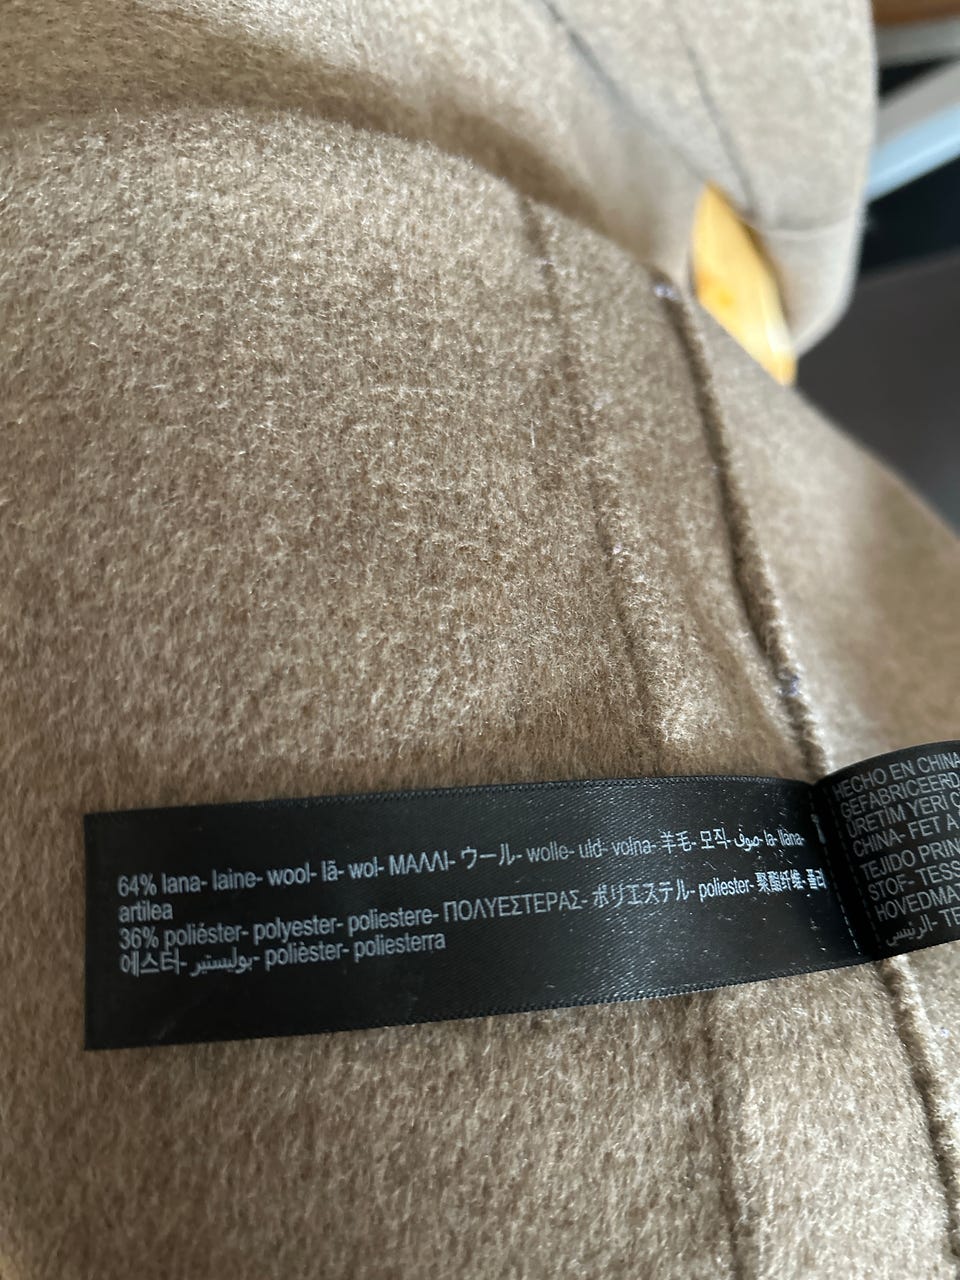 64% lana- laine- wool- lã- wol- ΜΑΛΛΙ- ウール- wolle- uld- volna- 羊毛- 모직- صوف- la- llana-
artilea
36% poliéster- polyester- poliestere- ΠΟΛΥΕΣΤΕΡΑΣ- ポリエステル- poliester- 聚酯纤维- 폴리
에스터- بوليستير- polièster- poliesterra
HECHO EN CHINA
GEFABRICEERD
ÜRETİM YERİ
CHINA- FET A
TEJIDO PRIN
STOF- TESS
HOVEDMA
الرئيسي- TE